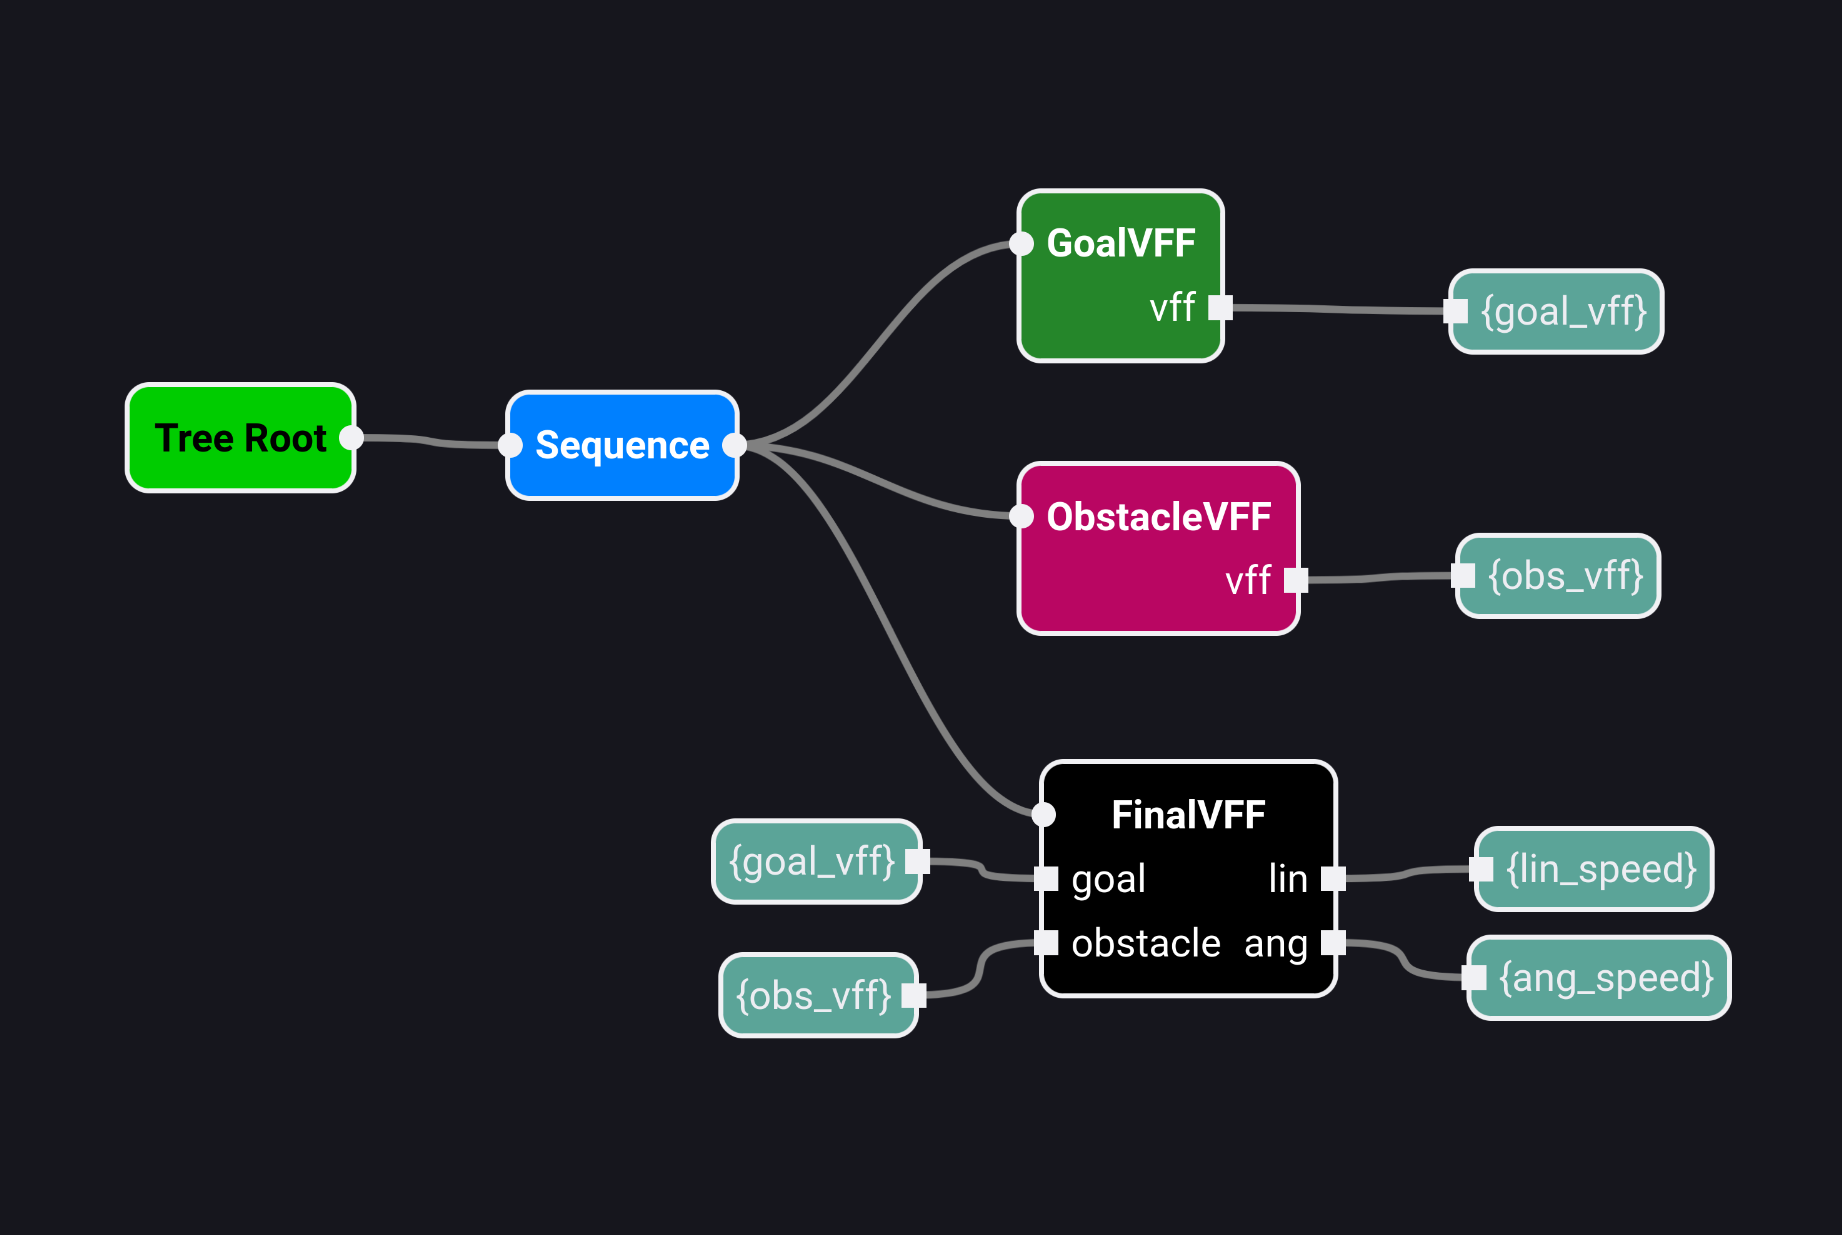 Tree Root
Sequence
GoalVFF
vff
{goal_vff}
ObstacleVFF
vff
{obs_vff}
FinalVFF
{goal_vff}
goal
lin
{lin_speed}
{obs_vff}
obstacle
ang
{ang_speed}